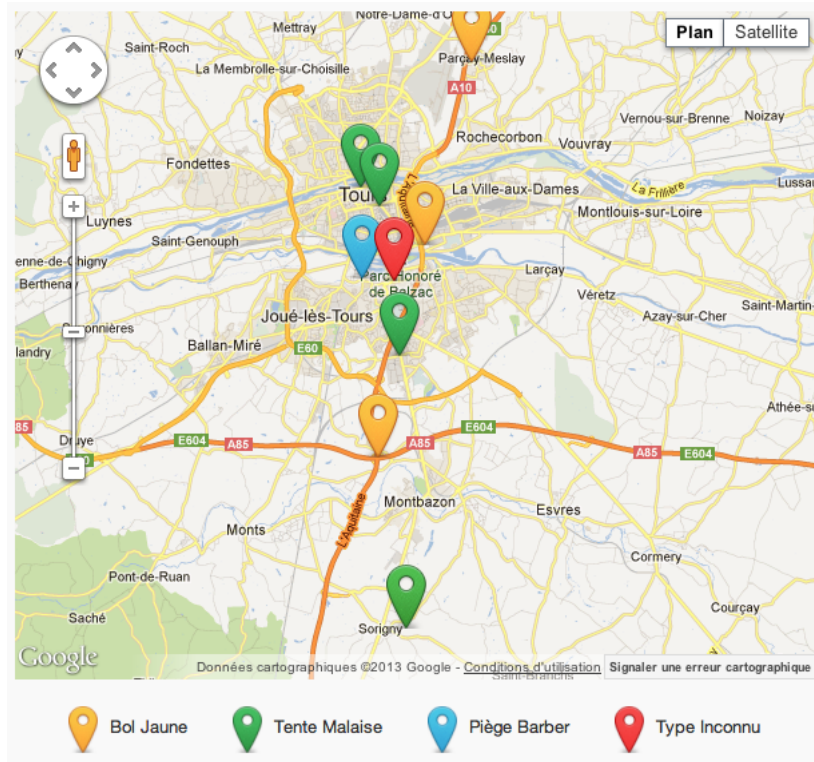 Notre-Dame-d'O
Mettray
Plan
Satellite
Saint-Roch
Parçay-Meslay
La Membrolle-sur-Choisille
A10
Vernou-sur-Brenne
Noizay
Rochecorbon
Vouvray
Fondettes
La Frillière
Lussau
Tours
La Ville-aux-Dames
L'Aquitaine
Luynes
Montlouis-sur-Loire
Saint-Genouph
enne-de-Chigny
Larçay
Berthenay
Parc Honoré
de Balzac
Véretz
Saint-Martin-
Joué-lès-Tours
Azay-sur-Cher
Ballan-Miré
E60
landry
Athée-su
85
Druye
E604
A85
A85
E604
A85
E604
Montbazon
Esvres
L'Aquitaine
Monts
Cormery
Pont-de-Ruan
Courçay
Saché
Sorigny
Google
Données cartographiques ©2013 Google - Conditions d'utilisation
Signaler une erreur cartographique
Saint-Branchs
Bol Jaune
Tente Malaise
Piège Barber
Type Inconnu